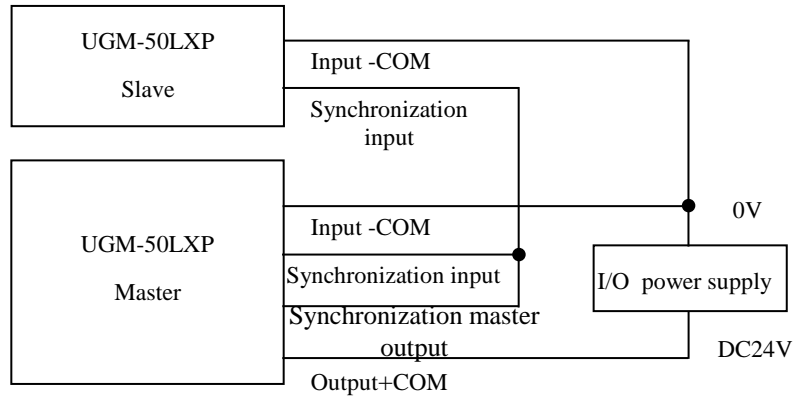 UGM-50LXP
Slave
Input -COM
Synchronization
input
UGM-50LXP
Master
Input -COM
Synchronization input
Synchronization master
output
Output+COM
0V
I/O power supply
DC24V